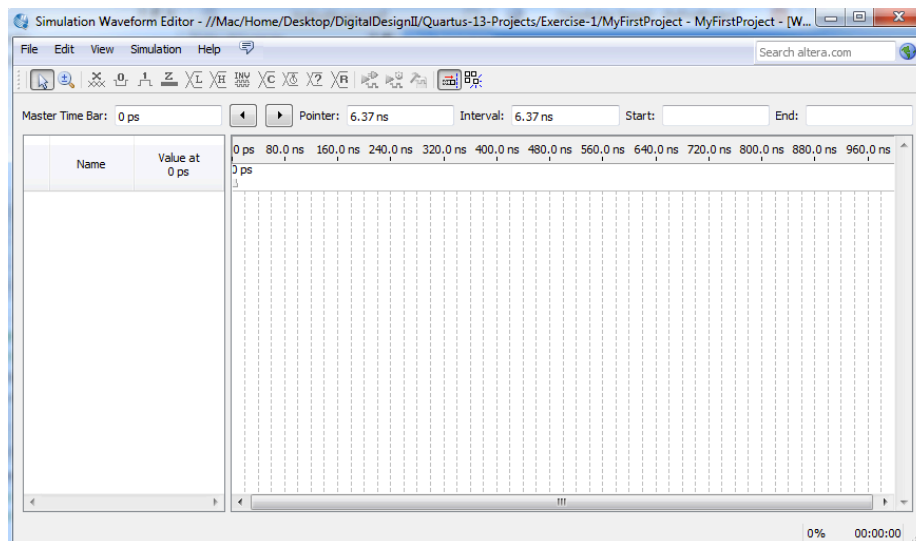 Simulation Waveform Editor - //Mac/Home/Desktop/DigitalDesignII/Quartus-13-Projects/Exercise-1/MyFirstProject - MyFirstProject - [W...
File Edit View Simulation Help
Search altera.com
Master Time Bar: 0 ps Pointer: 6.37 ns Interval: 6.37 ns Start: End:
Name Value at 0 ps
0 ps 80.0 ns 160.0 ns 240.0 ns 320.0 ns 400.0 ns 480.0 ns 560.0 ns 640.0 ns 720.0 ns 800.0 ns 880.0 ns 960.0 ns
0 ps
0% 00:00:00